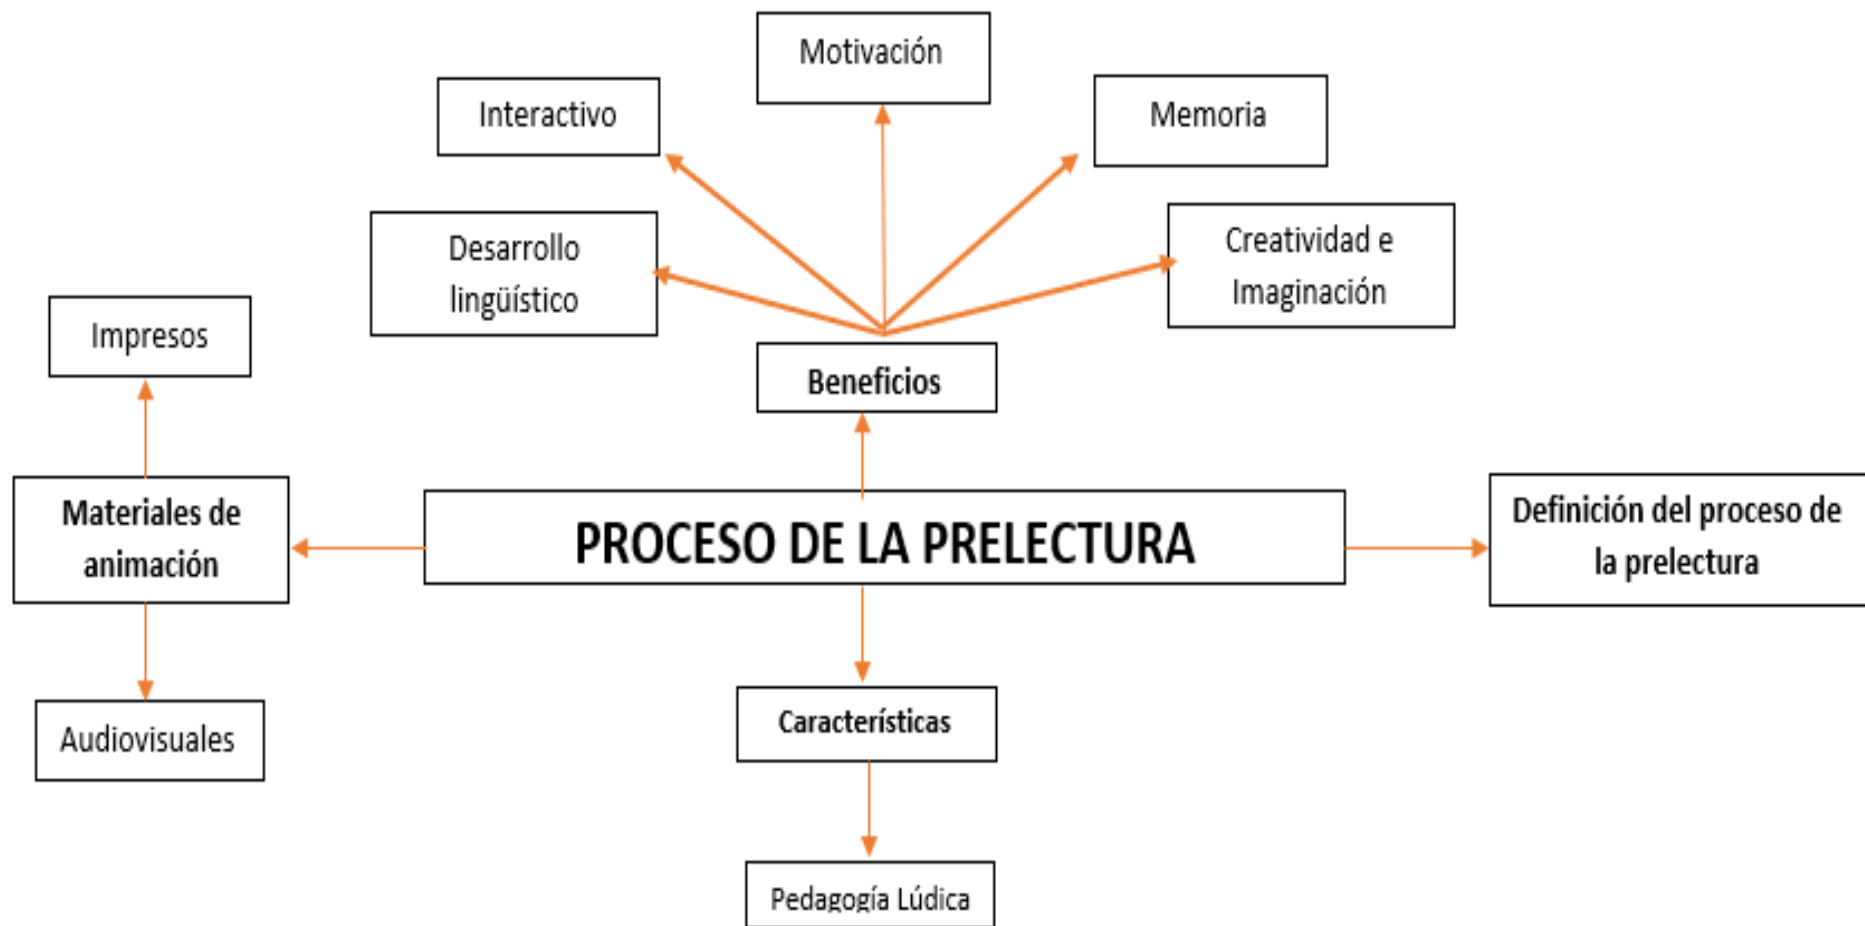 Motivación
Interactivo
Memoria
Desarrollo
lingüístico
Creatividad e
Imaginación
Impresos
Beneficios
Materiales de
animación
PROCESO DE LA PRELECTURA
Definición del proceso de
la prelectura
Audiovisuales
Característícas
Pedagogía Lúdica